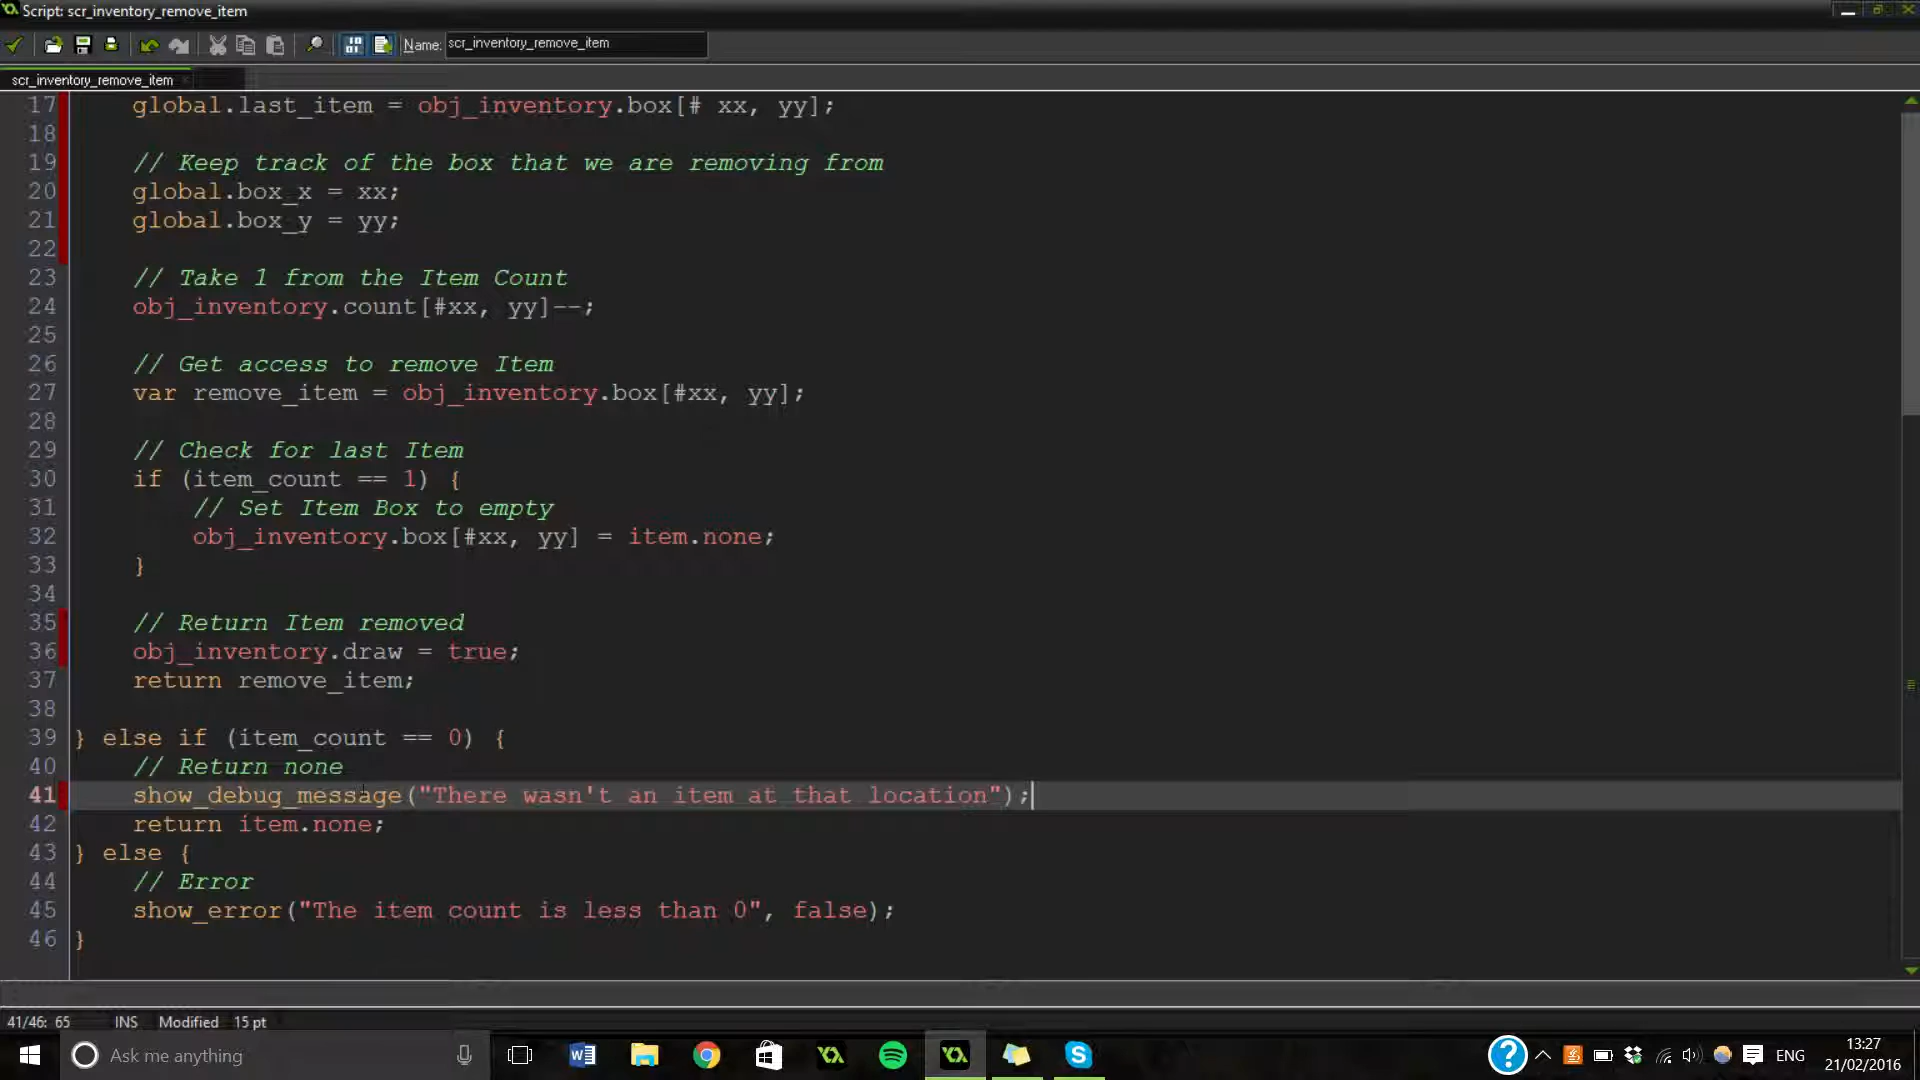 Script: scr_inventory_remove_item
Name: scr_inventory_remove_item
scr_inventory_remove_item
17 global.last_item = obj_inventory.box[# xx, yy];
18
19 // Keep track of the box that we are removing from
20 global.box_x = xx;
21 global.box_y = yy;
22
23 // Take 1 from the Item Count
24 obj_inventory.count[#xx, yy]--;
25
26 // Get access to remove Item
27 var remove_item = obj_inventory.box[#xx, yy];
28
29 // Check for last Item
30 if (item_count == 1) {
31 // Set Item Box to empty
32 obj_inventory.box[#xx, yy] = item.none;
33 }
34
35 // Return Item removed
36 obj_inventory.draw = true;
37 return remove_item;
38
39 } else if (item_count == 0) {
40 // Return none
41 show_debug_message("There wasn't an item at that location");
42 return item.none;
43 } else {
44 // Error
45 show_error("The item count is less than 0", false);
46 }
41/46: 65 INS Modified 15 pt
Ask me anything
ENG
13:27
21/02/2016